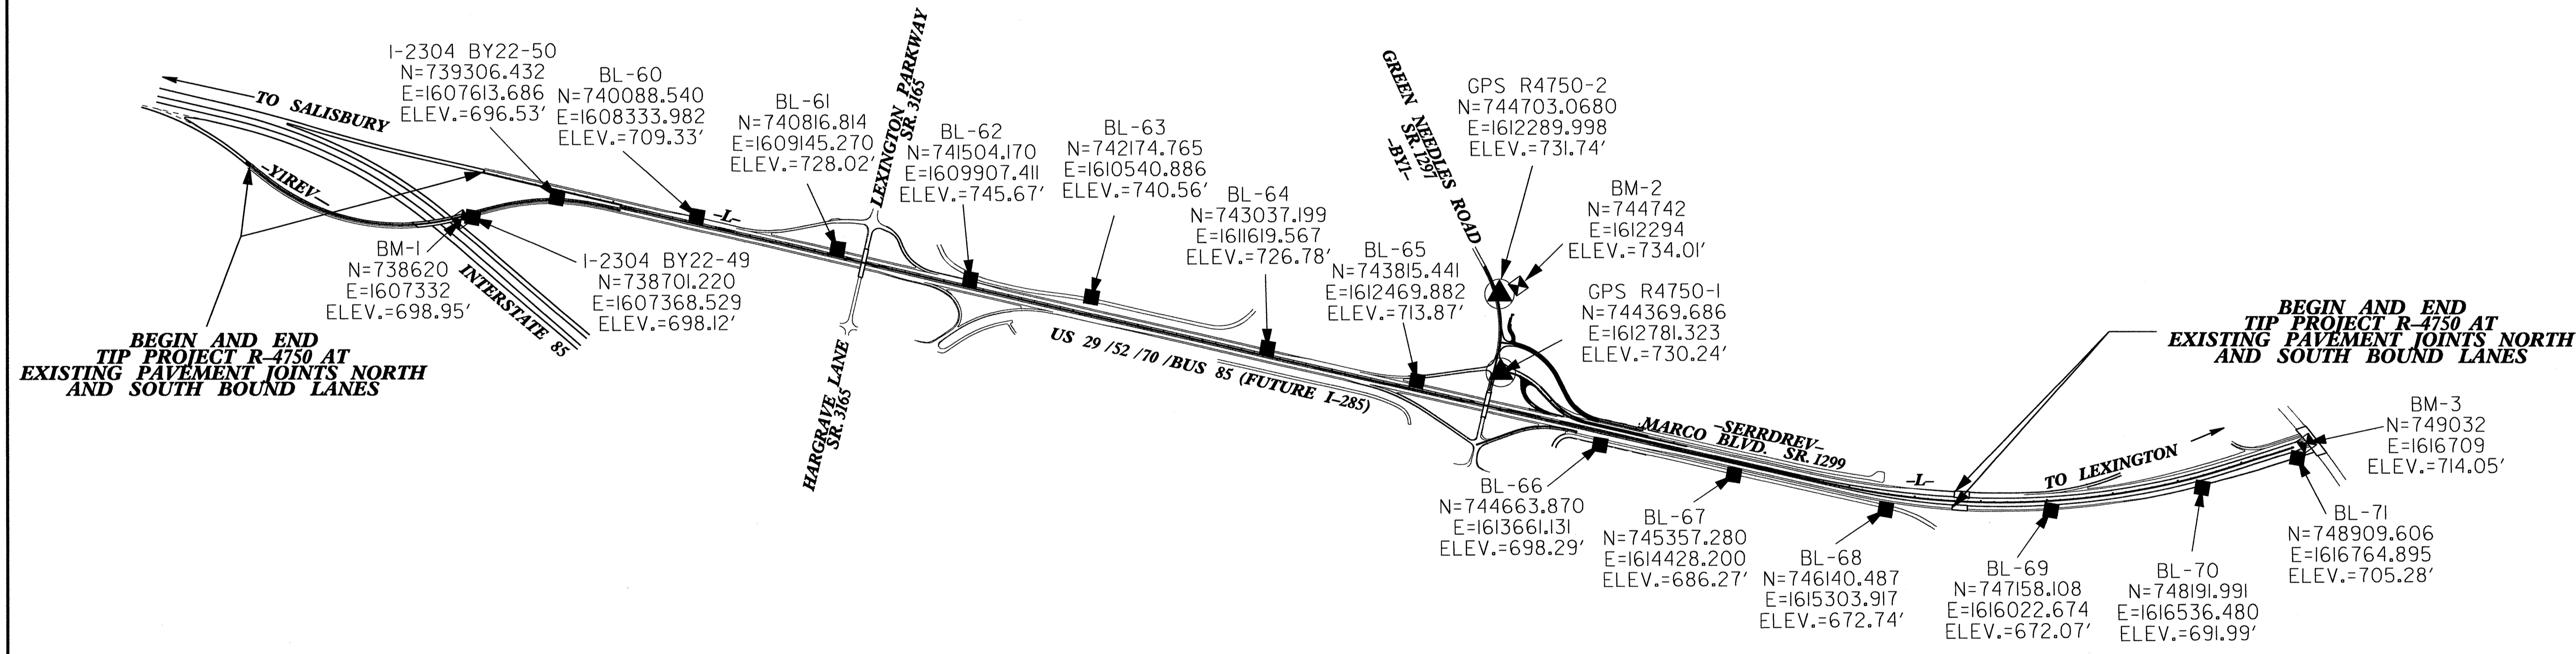 I-2304 BY22-50
N=739306.432
E=1607613.686
ELEV.=696.53'
BL-60
N=740088.540
E=1608333.982
ELEV.=709.33'
BL-61
N=740816.814
E=1609145.270
ELEV.=728.02'
LEXINGTON PARKWAY
SR. 3165
BL-62
N=741504.170
E=1609907.411
ELEV.=745.67'
BL-63
N=742174.765
E=1610540.886
ELEV.=740.56'
BL-64
N=743037.199
E=1611619.567
ELEV.=726.78'
BL-65
N=743815.441
E=1612469.882
ELEV.=713.87'
GREEN NEEDLES ROAD
SR. 1297
-BY1-
GPS R4750-2
N=744703.0680
E=1612289.998
ELEV.=731.74'
BM-2
N=744742
E=1612294
ELEV.=734.01'
GPS R4750-1
N=744369.686
E=1612781.323
ELEV.=730.24'
TO SALISBURY
-Y1REV-
-L-
BM-1
N=738620
E=1607332
ELEV.=698.95'
INTERSTATE 85
I-2304 BY22-49
N=738701.220
E=1607368.529
ELEV.=698.12'
BEGIN AND END
TIP PROJECT R-4750 AT
EXISTING PAVEMENT JOINTS NORTH
AND SOUTH BOUND LANES
HARGRAVE LANE
SR. 3165
US 29 /52 /70 /BUS 85 (FUTURE I-285)
-SERRDREV-
MARCO BLVD. SR. 1299
-L-
TO LEXINGTON
BEGIN AND END
TIP PROJECT R-4750 AT
EXISTING PAVEMENT JOINTS NORTH
AND SOUTH BOUND LANES
BM-3
N=749032
E=1616709
ELEV.=714.05'
BL-66
N=744663.870
E=1613661.131
ELEV.=698.29'
BL-67
N=745357.280
E=1614428.200
ELEV.=686.27'
BL-68
N=746140.487
E=1615303.917
ELEV.=672.74'
BL-69
N=747158.108
E=1616022.674
ELEV.=672.07'
BL-70
N=748191.991
E=1616536.480
ELEV.=691.99'
BL-71
N=748909.606
E=1616764.895
ELEV.=705.28'